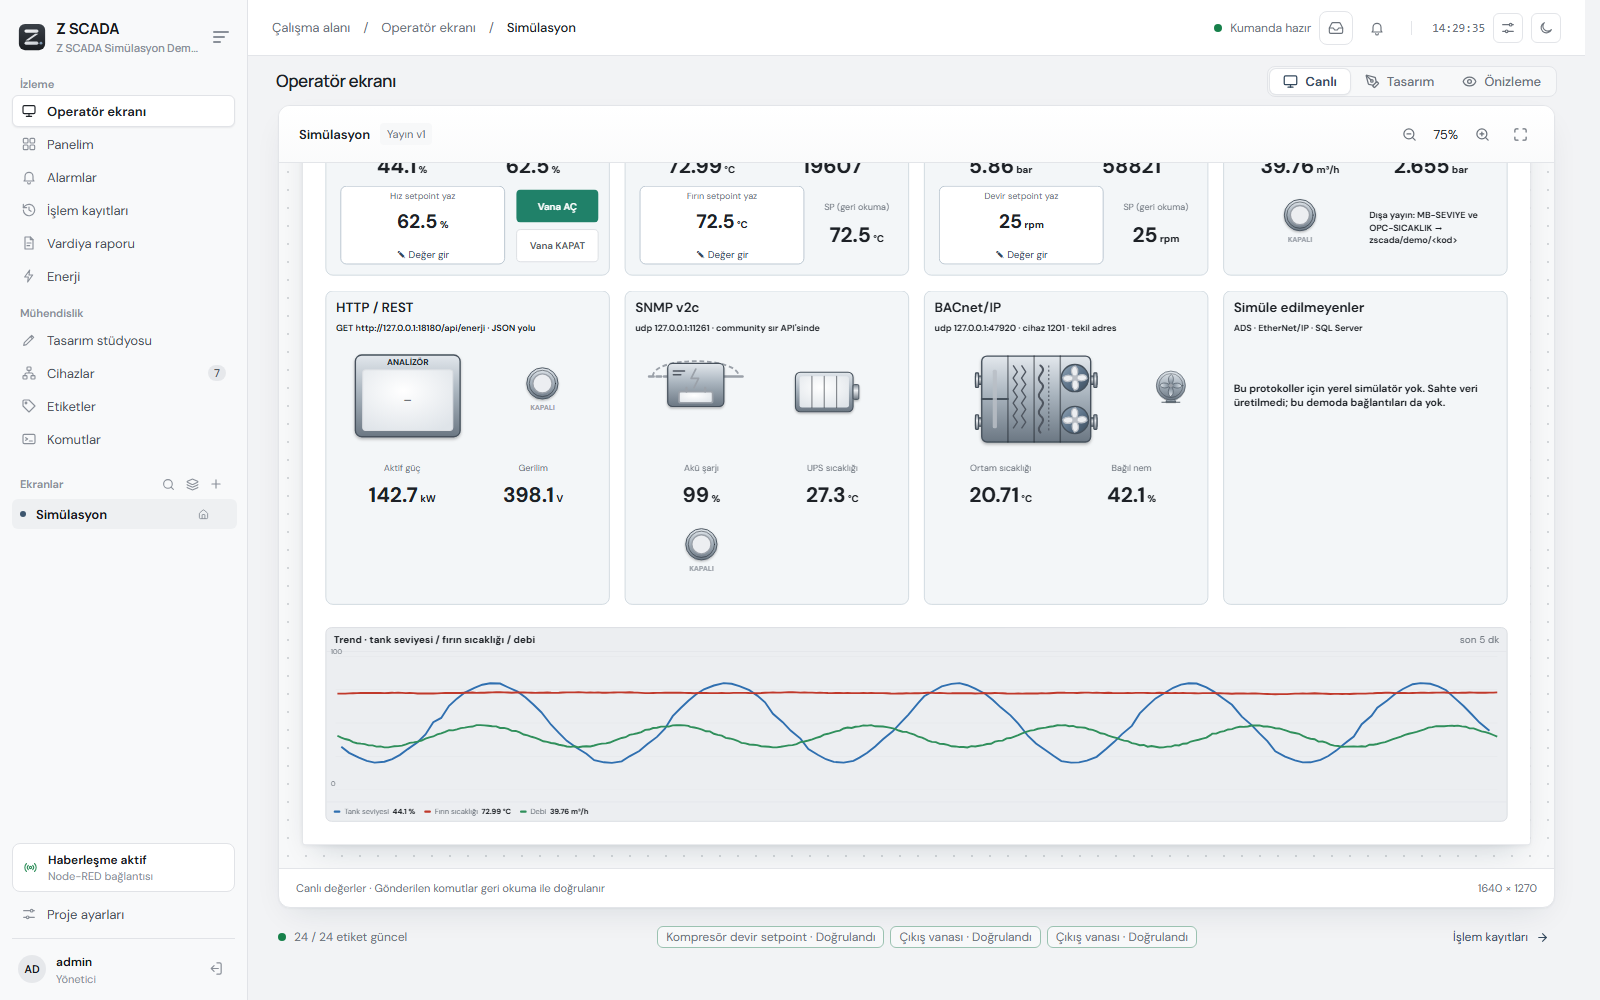 Z SCADA
Z SCADA Simülasyon Dem...
İzleme
Operatör ekranı
Panelim
Alarmlar
İşlem kayıtları
Vardiya raporu
Enerji
Mühendislik
Tasarım stüdyosu
Cihazlar 7
Etiketler
Komutlar
Ekranlar
Simülasyon
Haberleşme aktif
Node-RED bağlantısı
Proje ayarları
AD
admin
Yönetici
Çalışma alanı / Operatör ekranı / Simülasyon
Kumanda hazır
14:29:35
Operatör ekranı
Canlı
Tasarım
Önizleme
Simülasyon Yayın v1
75%
44.1 % 62.5 %
Hız setpoint yaz
62.5 %
Değer gir
Vana AÇ
Vana KAPAT
72.99 °C 19607
Fırın setpoint yaz
72.5 °C
Değer gir
SP (geri okuma)
72.5 °C
5.86 bar 58821
Devir setpoint yaz
25 rpm
Değer gir
SP (geri okuma)
25 rpm
39.76 m³/h 2.655 bar
KAPALI
Dışa yayın: MB-SEVIYE ve
OPC-SICAKLIK →
zscada/demo/<kod>
HTTP / REST
GET http://127.0.0.1:18180/api/enerji · JSON yolu
ANALİZÖR
–
KAPALI
Aktif güç Gerilim
142.7 kW 398.1 V
SNMP v2c
udp 127.0.0.1:11261 · community sır API'sinde
Akü şarjı UPS sıcaklığı
99 % 27.3 °C
KAPALI
BACnet/IP
udp 127.0.0.1:47920 · cihaz 1201 · tekil adres
Ortam sıcaklığı Bağıl nem
20.71 °C 42.1 %
Simüle edilmeyenler
ADS · EtherNet/IP · SQL Server
Bu protokoller için yerel simülatör yok. Sahte veri
üretilmedi; bu demoda bağlantıları da yok.
Trend · tank seviyesi / fırın sıcaklığı / debi son 5 dk
100
0
Tank seviyesi 44.1 % Fırın sıcaklığı 72.99 °C Debi 39.76 m³/h
Canlı değerler · Gönderilen komutlar geri okuma ile doğrulanır 1640 × 1270
24 / 24 etiket güncel
Kompresör devir setpoint · Doğrulandı
Çıkış vanası · Doğrulandı
Çıkış vanası · Doğrulandı
İşlem kayıtları →